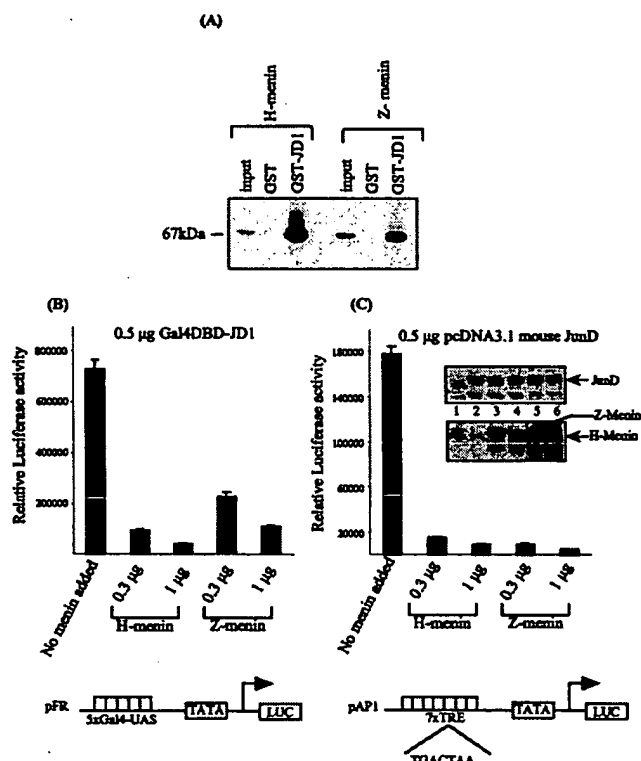 (A)
H-menin
Z- menin
input
GST
GST-JD1
input
GST
GST-JD1
67kDa
(B)
0.5 µg Gal4DBD-JD1
Relative Luciferase activity
800000
600000
400000
200000
No menin added
0.3 µg
1 µg
0.3 µg
1 µg
H-menin
Z-menin
pFR
5xGal4-UAS
TATA
LUC
(C)
0.5 µg pcDNA3.1 mouse JunD
Relative Luciferase activity
180000
140000
100000
60000
20000
JunD
1 2 3 4 5 6
Z-Menin
H-Menin
No menin added
0.3 µg
1 µg
0.3 µg
1 µg
H-menin
Z-menin
pAP1
7xTRE
TATA
LUC
TGACTAA